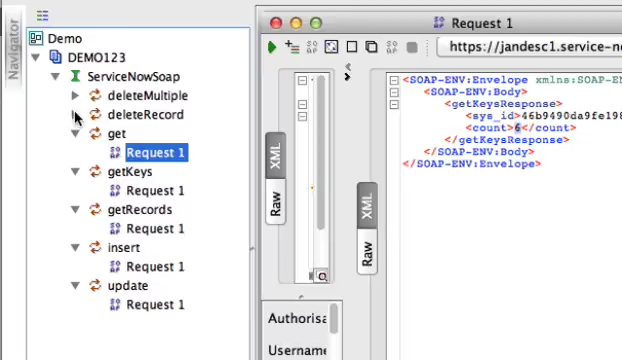 Navigator
Demo
DEMO123
ServiceNowSoap
deleteMultiple
deleteRecord
get
Request 1
getKeys
Request 1
getRecords
Request 1
insert
Request 1
update
Request 1
Request 1
https://jandesc1.service-n
XML
Raw
XML
Raw
<SOAP-ENV:Envelope xmlns:SOAP-EN
<SOAP-ENV:Body>
<getKeysResponse>
<sys_id>46b9490da9fe198
<count>6</count>
</getKeysResponse>
</SOAP-ENV:Body>
</SOAP-ENV:Envelope>
Authorisa
Username